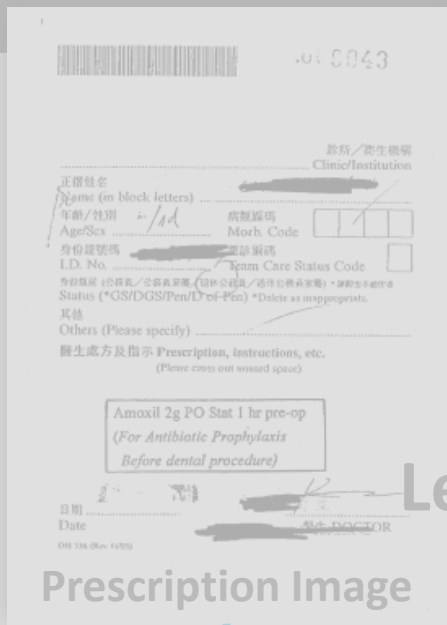 0043
診所／衞生機構
Clinic/Institution
正楷姓名
Name (in block letters)
年齡/性別
Age/Sex
病類編碼
Morb. Code
身份證號碼
I.D. No.
Team Care Status Code
Status (*GS/DGS/Pen/D of Pen) *Delete as inappropriate.
其他
Others (Please specify)
醫生處方及指示 Prescription, instructions, etc.
(Please cross out unused space)
Amoxil 2g PO Stat 1 hr pre-op
(For Antibiotic Prophylaxis
Before dental procedure)
Le
日期
Date
醫生 DOCTOR
Prescription Image